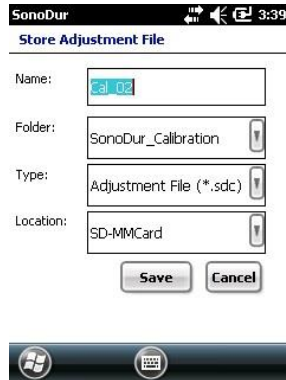 SonoDur 3:39
Store Adjustment File
Name: Cal_02
Folder: SonoDur_Calibration
Type: Adjustment File (*.sdc)
Location: SD-MMCard
Save Cancel